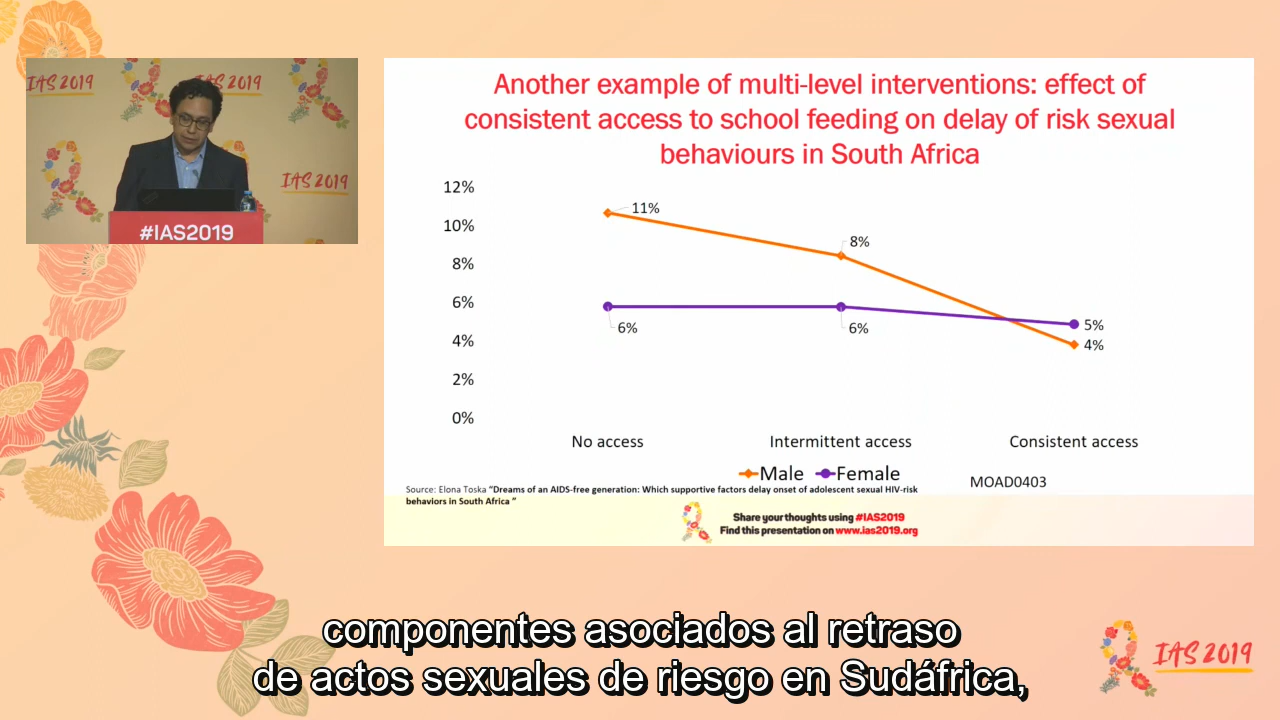 IAS 2019
IAS 2019
IAS 2019
#IAS2019
Another example of multi-level interventions: effect of
consistent access to school feeding on delay of risk sexual
behaviours in South Africa
12%
10%
8%
6%
4%
2%
0%
11%
8%
6%
6%
5%
4%
No access
Intermittent access
Consistent access
Male
Female
MOAD0403
Source: Elona Toska "Dreams of an AIDS-free generation: Which supportive factors delay onset of adolescent sexual HIV-risk
behaviors in South Africa "
Share your thoughts using #IAS2019
Find this presentation on www.ias2019.org
componentes asociados al retraso
de actos sexuales de riesgo en Sudáfrica,
IAS 2019